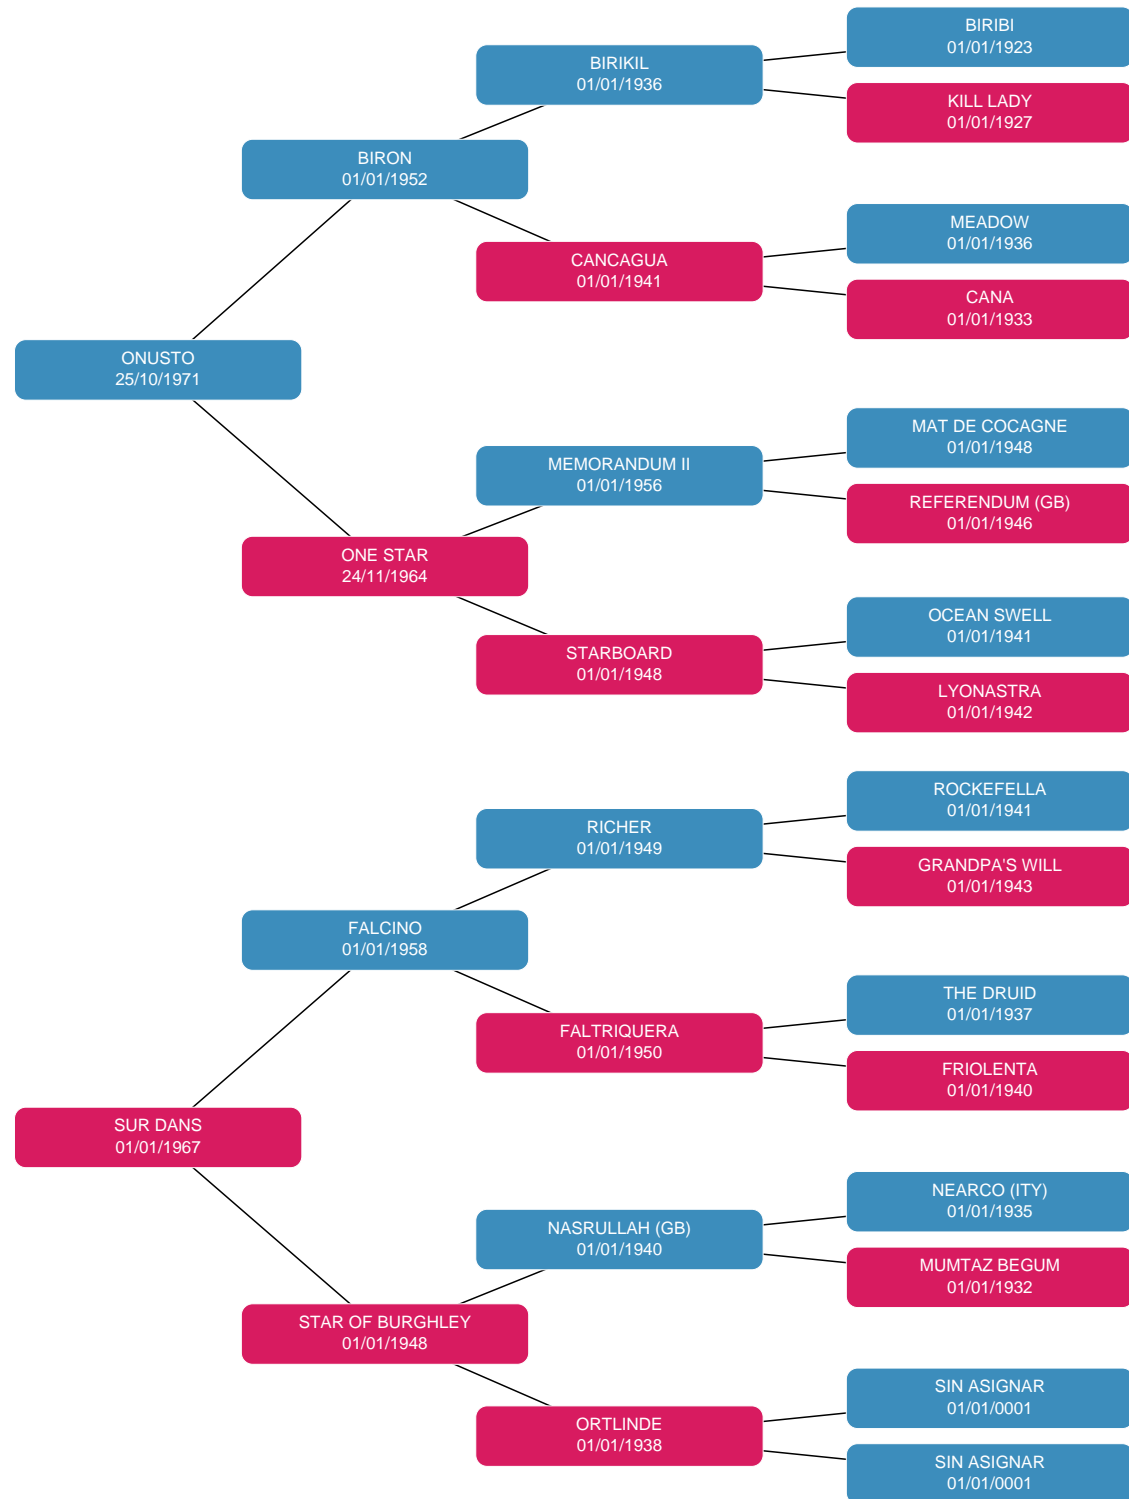 BIRIBI
01/01/1923
BIRIKIL
01/01/1936
KILL LADY
01/01/1927
BIRON
01/01/1952
MEADOW
01/01/1936
CANCAGUA
01/01/1941
CANA
01/01/1933
ONUSTO
25/10/1971
MAT DE COCAGNE
01/01/1948
MEMORANDUM II
01/01/1956
REFERENDUM (GB)
01/01/1946
ONE STAR
24/11/1964
OCEAN SWELL
01/01/1941
STARBOARD
01/01/1948
LYONASTRA
01/01/1942
ROCKEFELLA
01/01/1941
RICHER
01/01/1949
GRANDPA'S WILL
01/01/1943
FALCINO
01/01/1958
THE DRUID
01/01/1937
FALTRIQUERA
01/01/1950
FRIOLENTA
01/01/1940
SUR DANS
01/01/1967
NEARCO (ITY)
01/01/1935
NASRULLAH (GB)
01/01/1940
MUMTAZ BEGUM
01/01/1932
STAR OF BURGHLEY
01/01/1948
SIN ASIGNAR
01/01/0001
ORTLINDE
01/01/1938
SIN ASIGNAR
01/01/0001